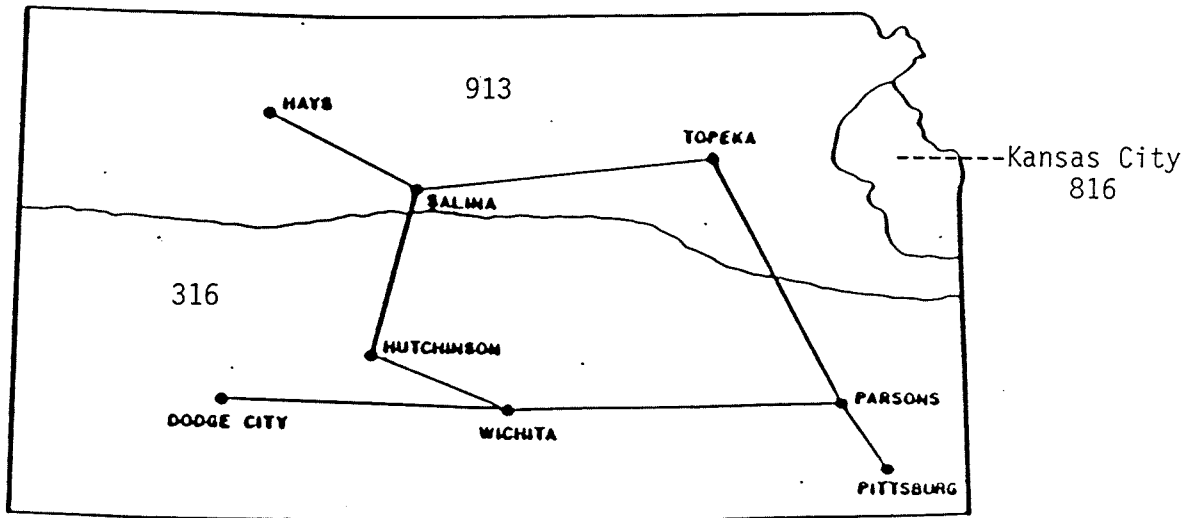 913
HAYS
TOPEKA
Kansas City
816
SALINA
316
HUTCHINSON
PARSONS
DODGE CITY
WICHITA
PITTSBURG